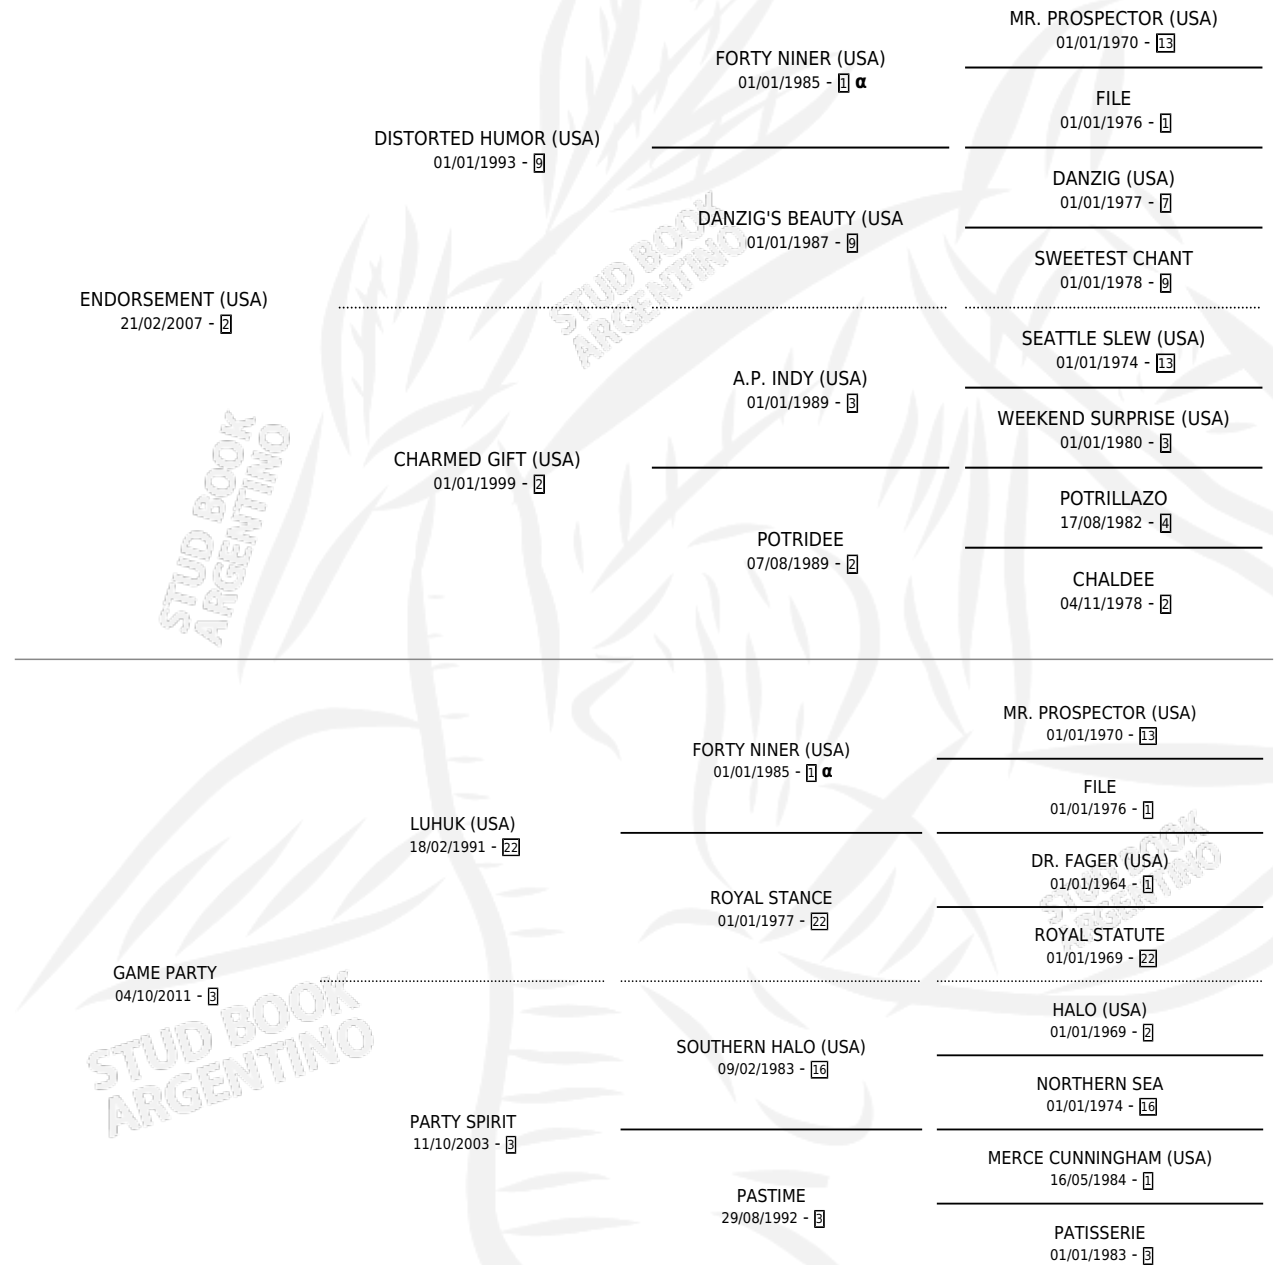 MR. PROSPECTOR (USA)
01/01/1970 - 13
FORTY NINER (USA)
01/01/1985 - 1 α
FILE
01/01/1976 - 1
DISTORTED HUMOR (USA)
01/01/1993 - 9
DANZIG (USA)
01/01/1977 - 7
DANZIG'S BEAUTY (USA
01/01/1987 - 9
SWEETEST CHANT
01/01/1978 - 9
ENDORSEMENT (USA)
21/02/2007 - 2
SEATTLE SLEW (USA)
01/01/1974 - 13
A.P. INDY (USA)
01/01/1989 - 3
WEEKEND SURPRISE (USA)
01/01/1980 - 3
CHARMED GIFT (USA)
01/01/1999 - 2
POTRILLAZO
17/08/1982 - 4
POTRIDEE
07/08/1989 - 2
CHALDEE
04/11/1978 - 2
MR. PROSPECTOR (USA)
01/01/1970 - 13
FORTY NINER (USA)
01/01/1985 - 1 α
FILE
01/01/1976 - 1
LUHUK (USA)
18/02/1991 - 22
DR. FAGER (USA)
01/01/1964 - 1
ROYAL STANCE
01/01/1977 - 22
ROYAL STATUTE
01/01/1969 - 22
GAME PARTY
04/10/2011 - 3
HALO (USA)
01/01/1969 - 2
SOUTHERN HALO (USA)
09/02/1983 - 16
NORTHERN SEA
01/01/1974 - 16
PARTY SPIRIT
11/10/2003 - 3
MERCE CUNNINGHAM (USA)
16/05/1984 - 1
PASTIME
29/08/1992 - 3
PATISSERIE
01/01/1983 - 3
STUD BOOK
ARGENTINO
STUD BOOK
ARGENTINO
STUD BOOK
ARGENTINO
STUD BOOK
ARGENTINO